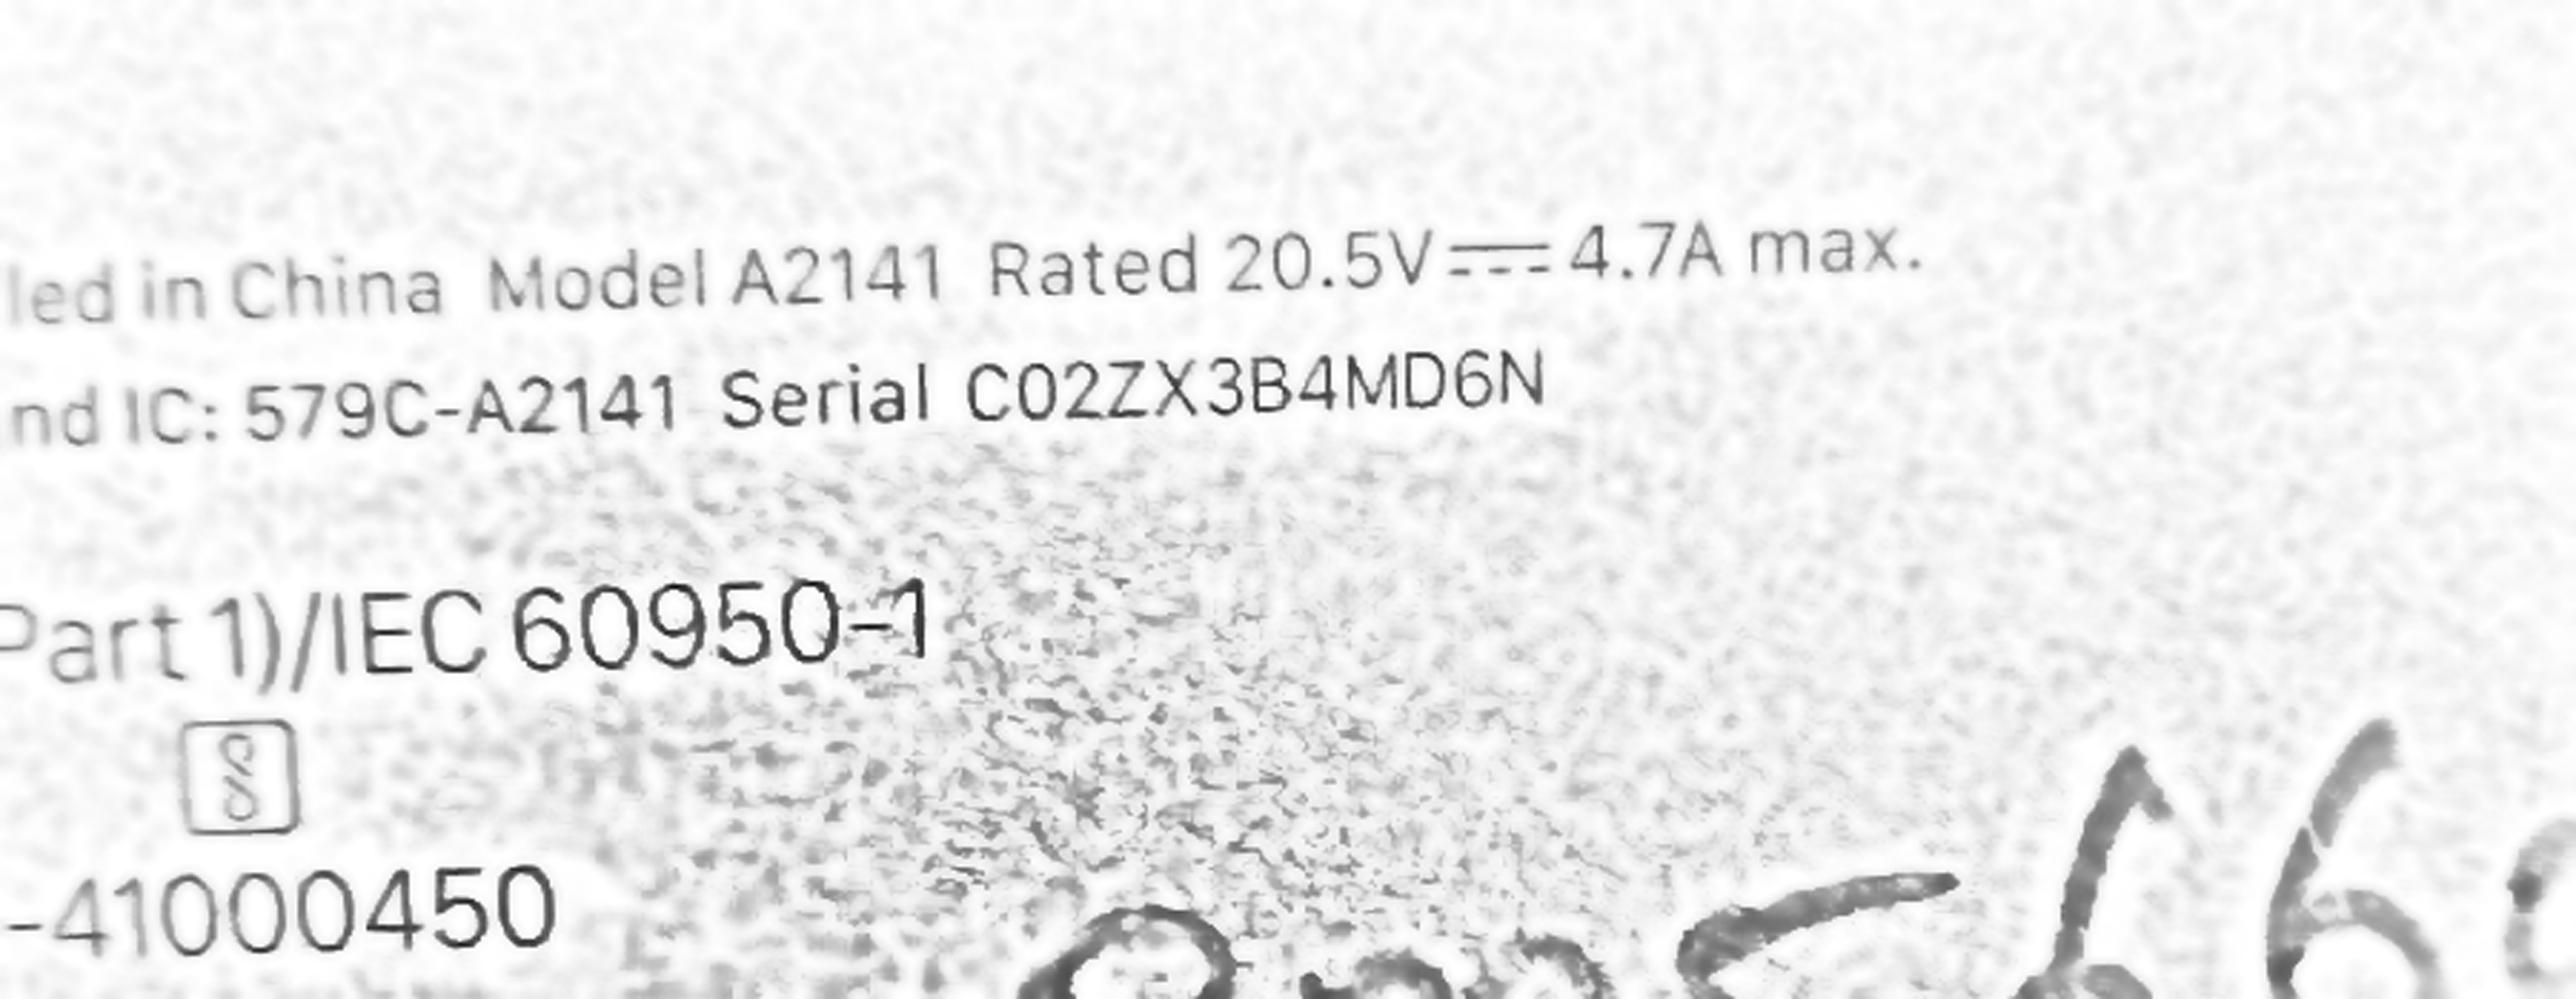 led in China Model A2141 Rated 20.5V⎓4.7A max.
nd IC: 579C-A2141 Serial C02ZX3B4MD6N
Part 1)/IEC 60950-1
-41000450